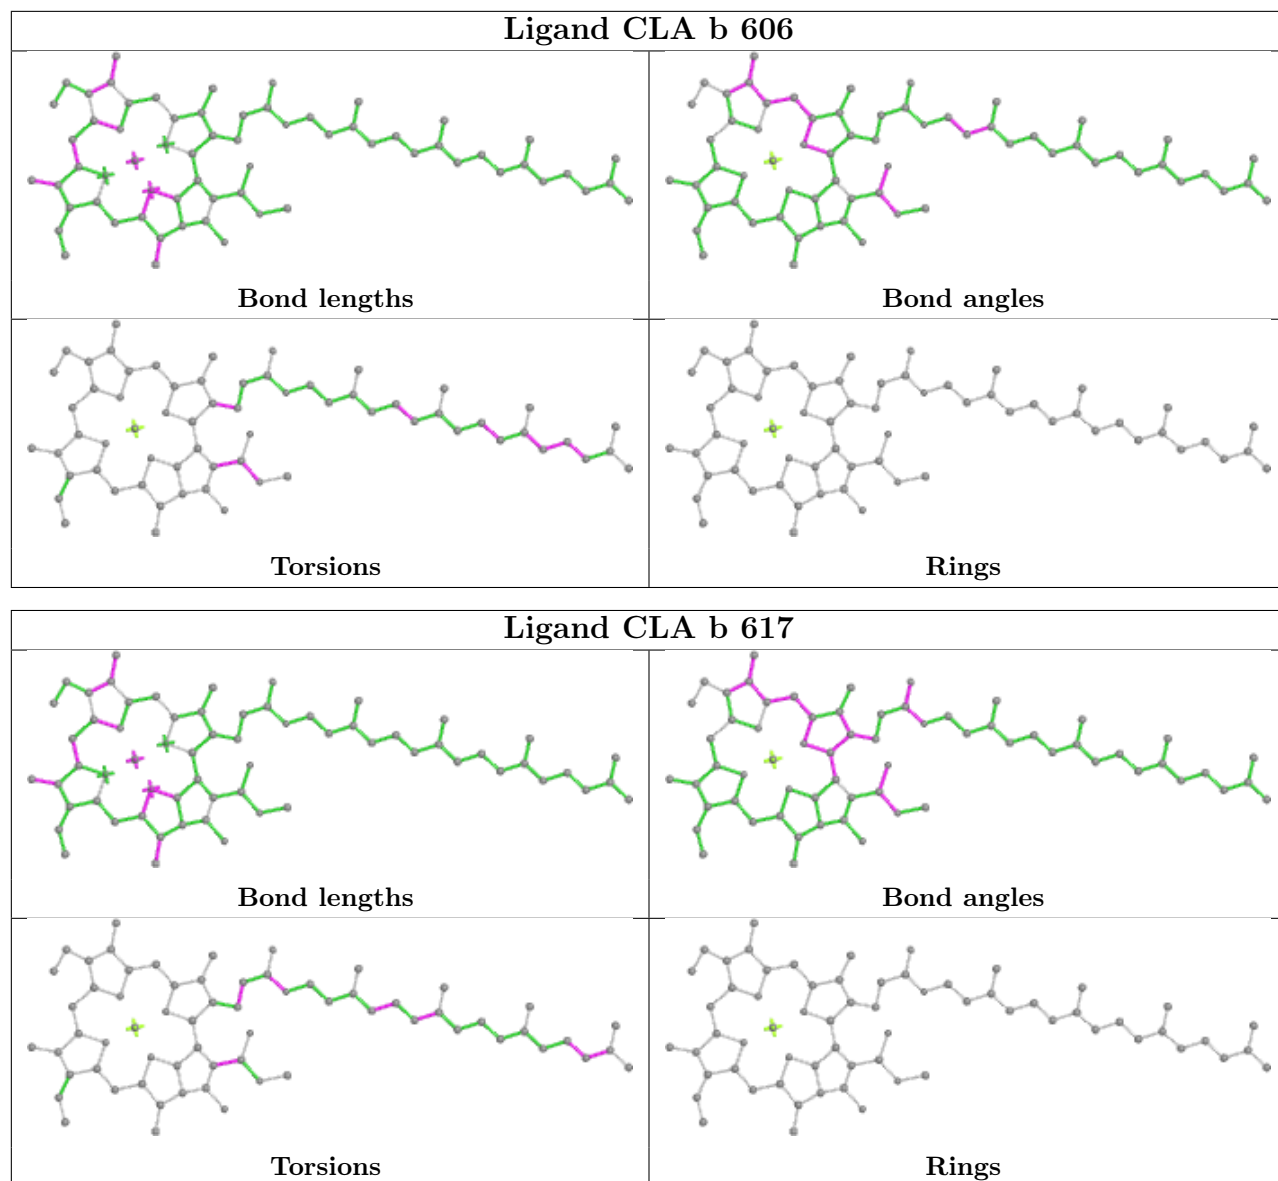 Ligand CLA b 606
Bond lengths
Bond angles
Torsions
Rings
Ligand CLA b 617
Bond lengths
Bond angles
Torsions
Rings